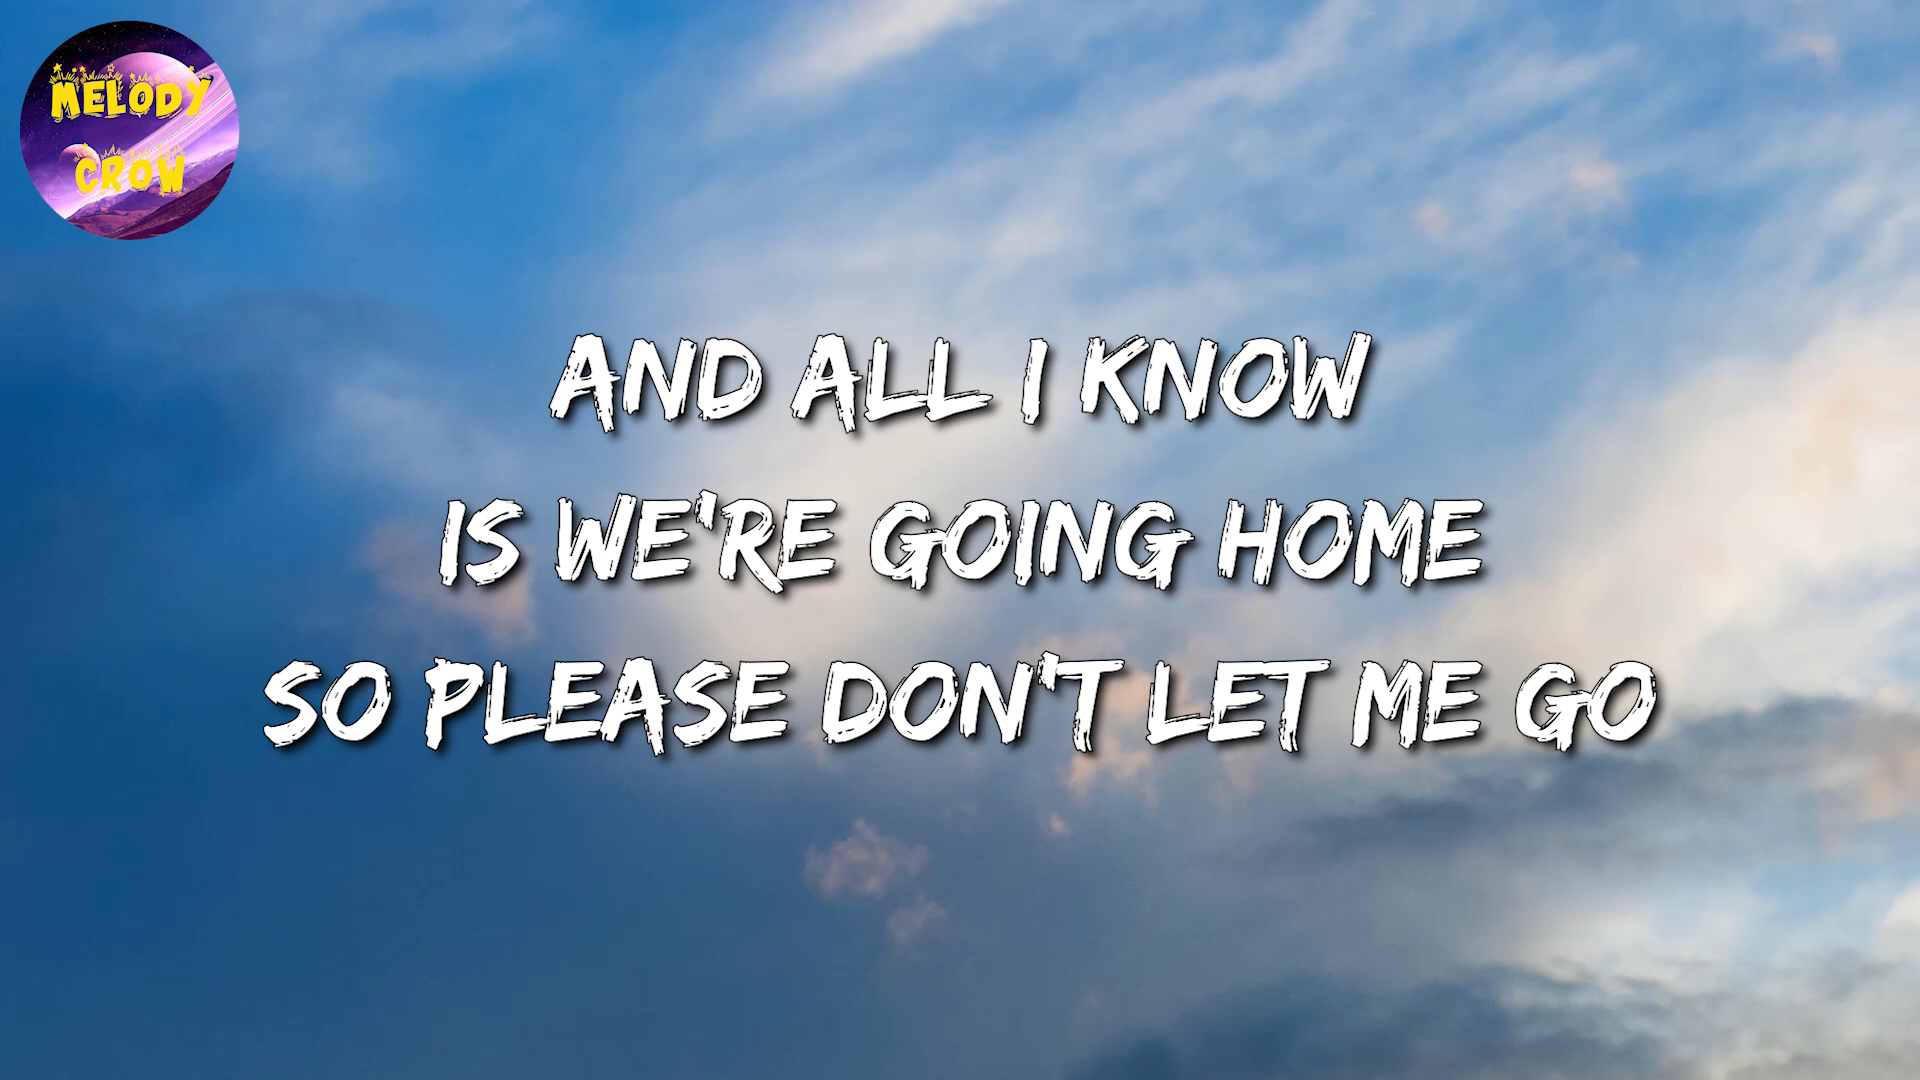 MELODY
CROW
AND ALL I KNOW
IS WE'RE GOING HOME
SO PLEASE DON'T LET ME GO